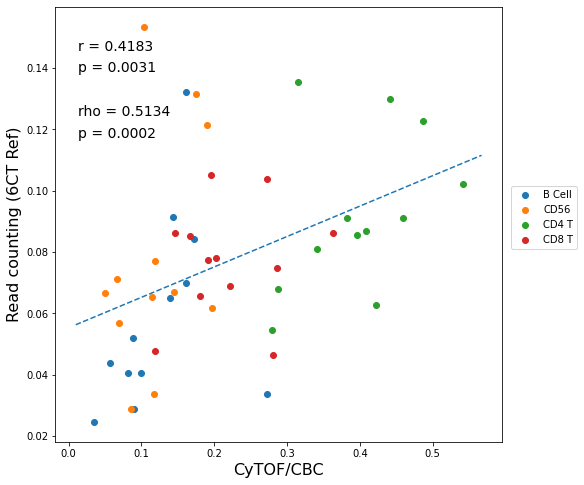 r = 0.4183
p = 0.0031
rho = 0.5134
p = 0.0002
Read counting (6CT Ref)
0.14
0.12
0.10
0.08
0.06
0.04
0.02
0.0
0.1
0.2
0.3
0.4
0.5
CyTOF/CBC
B Cell
CD56
CD4 T
CD8 T